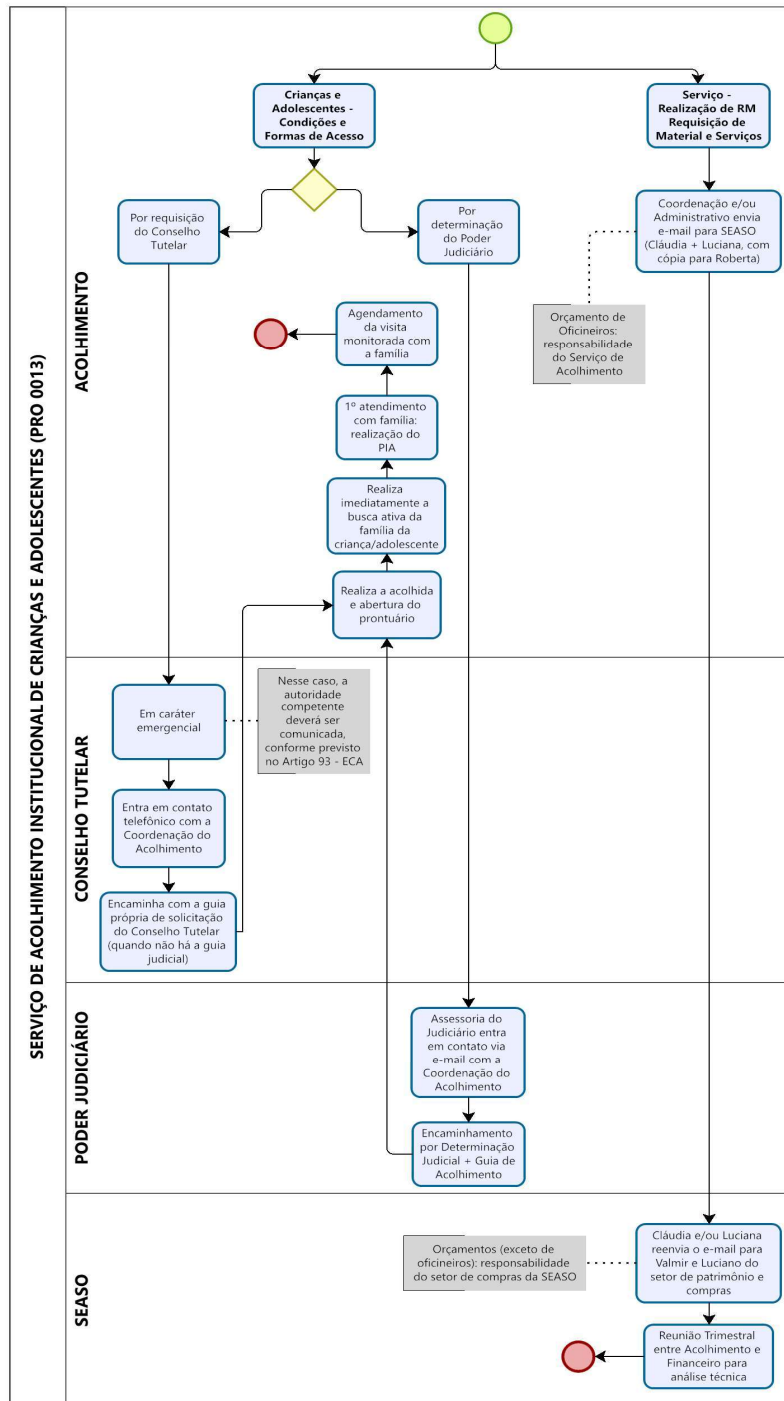 SERVIÇO DE ACOLHIMENTO INSTITUCIONAL DE CRIANÇAS E ADOLESCENTES (PRO 0013)
ACOLHIMENTO
Crianças e
Adolescentes -
Condições e
Formas de Acesso
Serviço -
Realização de RM
Requisição de
Material e Serviços
Por requisição
do Conselho
Tutelar
Por
determinação
do Poder
Judiciário
Coordenação e/ou
Administrativo envia
e-mail para SEASO
(Cláudia + Luciana, com
cópia para Roberta)
Orçamento de
Oficineiros:
responsabilidade
do Serviço de
Acolhimento
Agendamento
da visita
monitorada com
a família
1º atendimento
com família:
realização do
PIA
Realiza
imediatamente a
busca ativa da
família da
criança/adolescente
Realiza a acolhida
e abertura do
prontuário
CONSELHO TUTELAR
Em caráter
emergencial
Nesse caso, a
autoridade
competente
deverá ser
comunicada,
conforme previsto
no Artigo 93 - ECA
Entra em contato
telefônico com a
Coordenação do
Acolhimento
Encaminha com a guia
própria de solicitação
do Conselho Tutelar
(quando não há a guia
judicial)
PODER JUDICIÁRIO
Assessoria do
Judiciário entra
em contato via
e-mail com a
Coordenação do
Acolhimento
Encaminhamento
por Determinação
Judicial + Guia de
Acolhimento
SEASO
Orçamentos (exceto de
oficineiros): responsabilidade
do setor de compras da SEASO
Cláudia e/ou Luciana
reenvia o e-mail para
Valmir e Luciano do
setor de patrimônio e
compras
Reunião Trimestral
entre Acolhimento e
Financeiro para
análise técnica